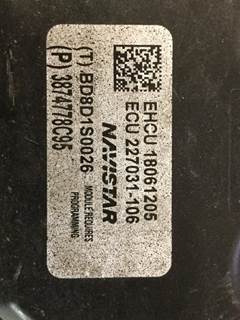 EHCU 18061205
ECU 227031-106
NAVISTAR
MODULE REQUIRES
PROGRAMMING
(T) BD8D1S0026
(P) 3874778C95